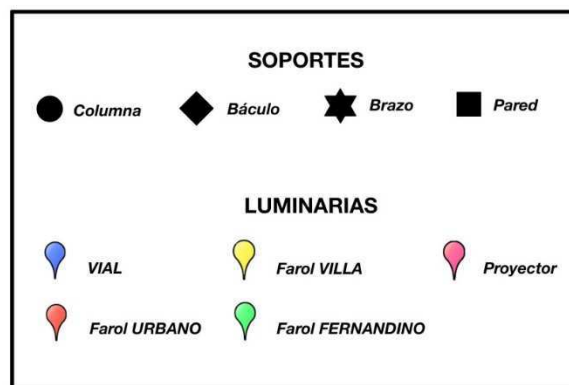 SOPORTES
Columna Báculo Brazo Pared
LUMINARIAS
VIAL Farol VILLA Proyector
Farol URBANO Farol FERNANDINO